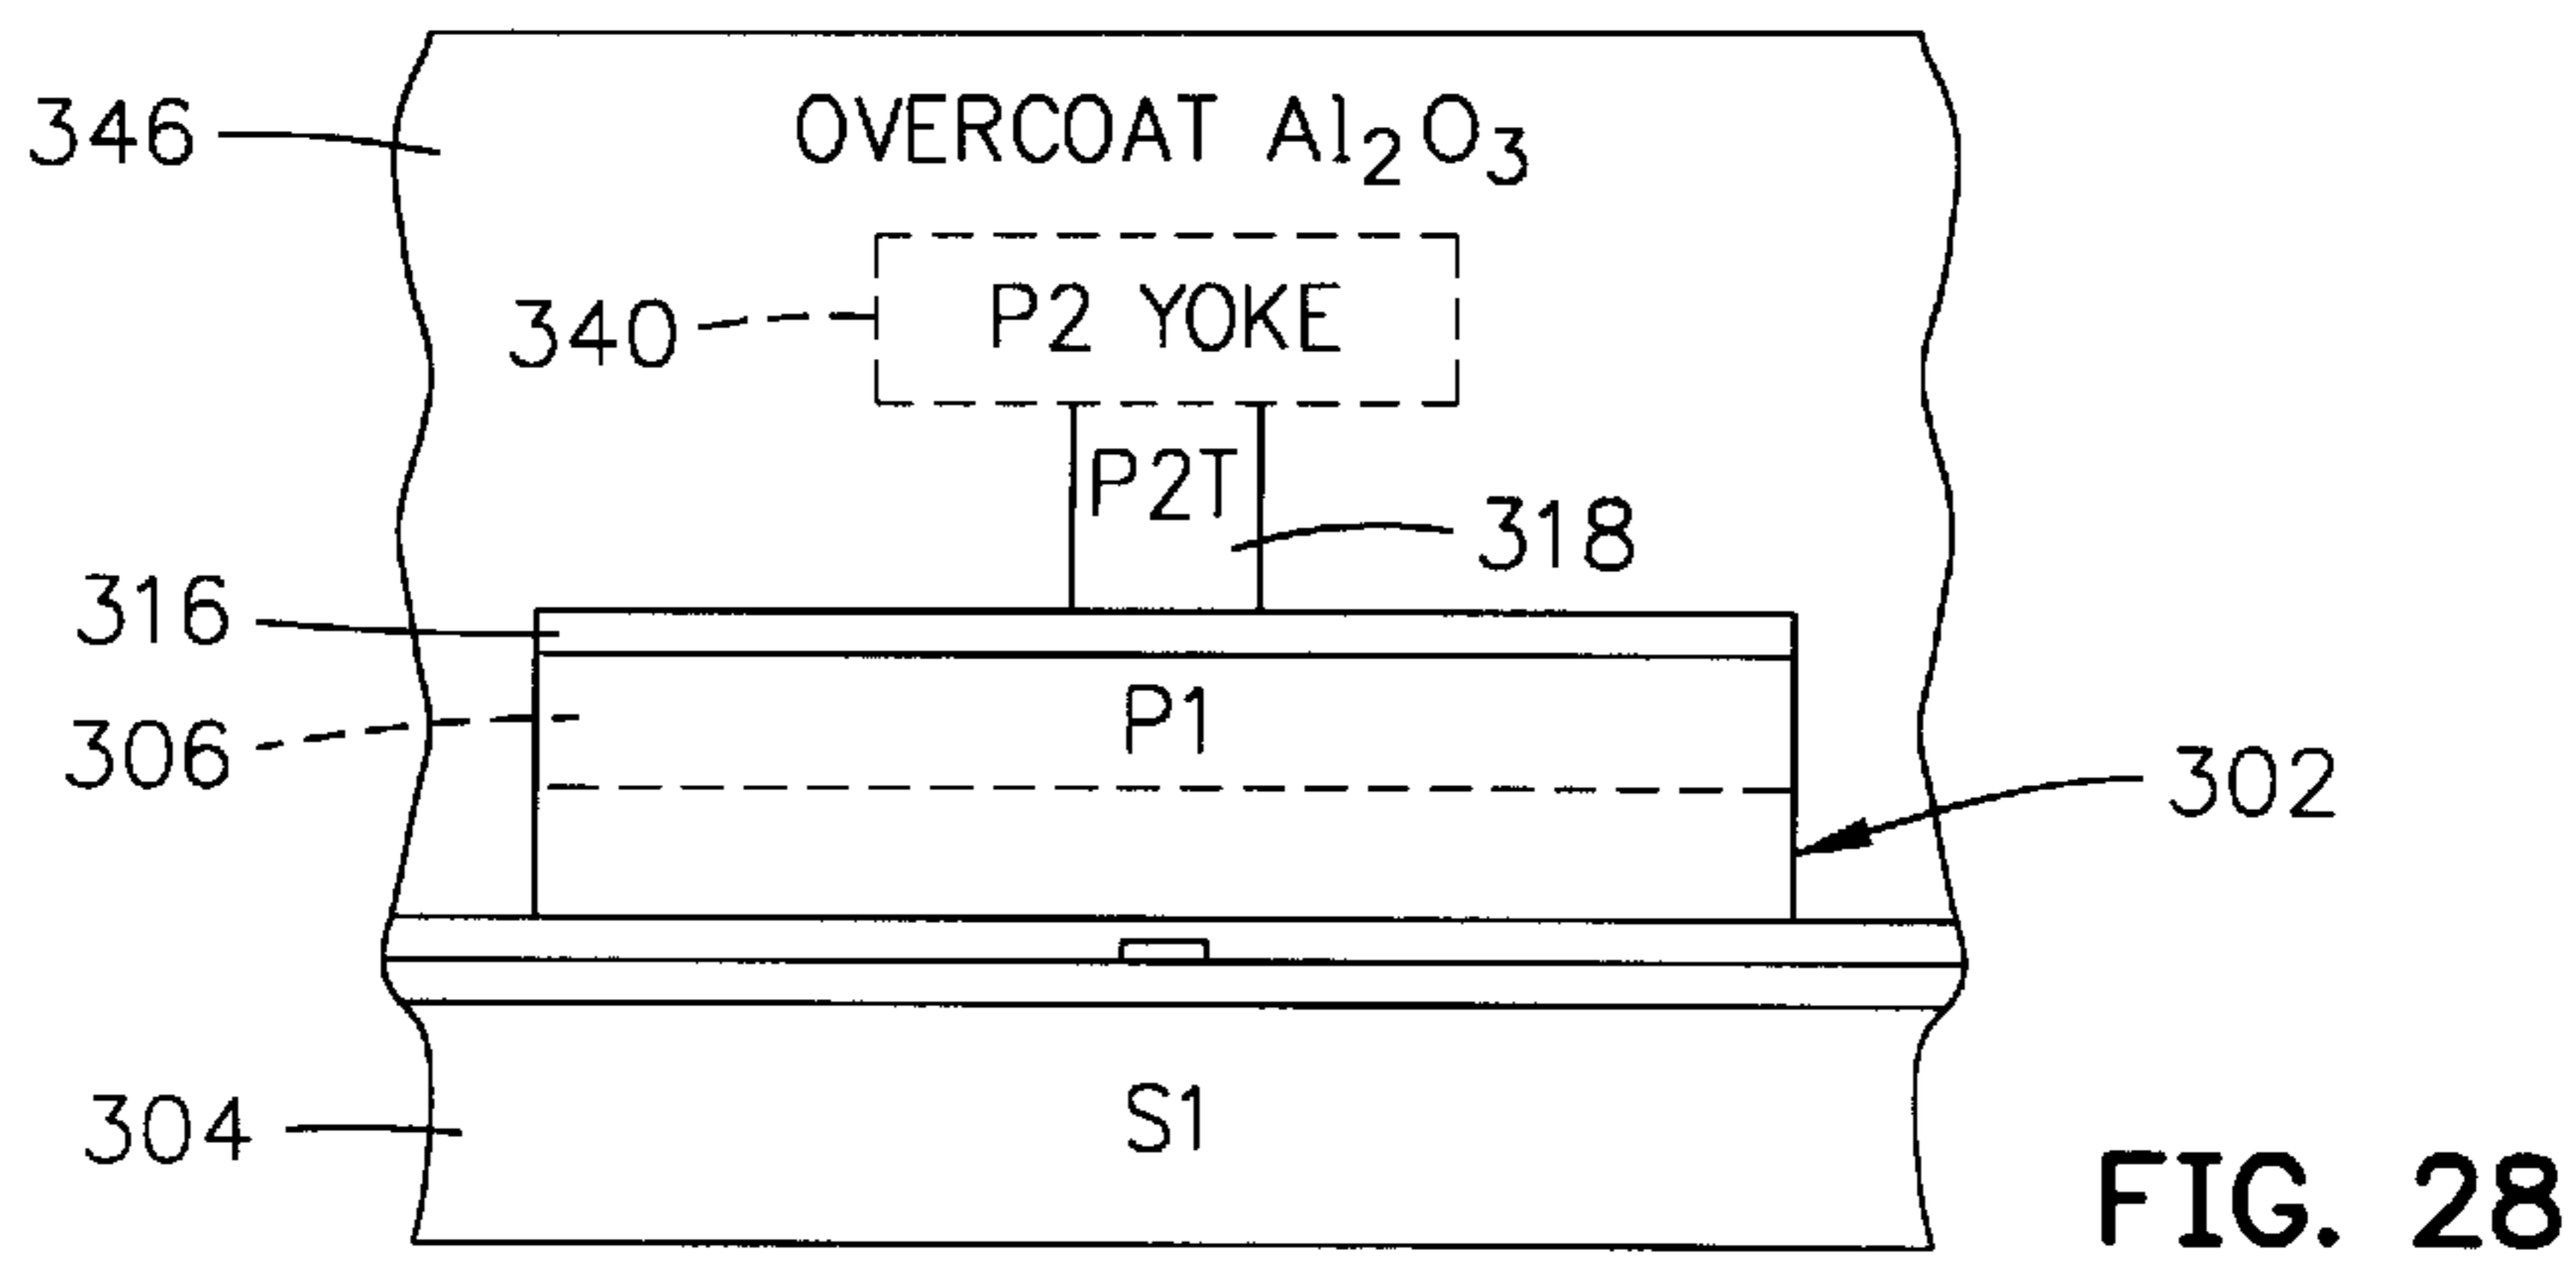 OVERCOAT Al₂O₃
346
P2 YOKE
340
P2T
318
316
P1
306
302
S1
304
FIG. 28